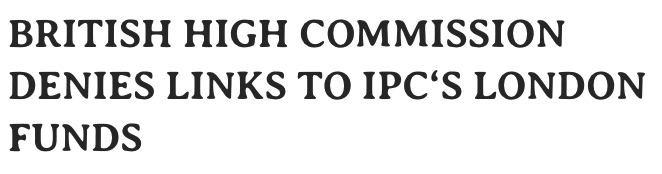 BRITISH HIGH COMMISSION
DENIES LINKS TO IPC‘S LONDON
FUNDS